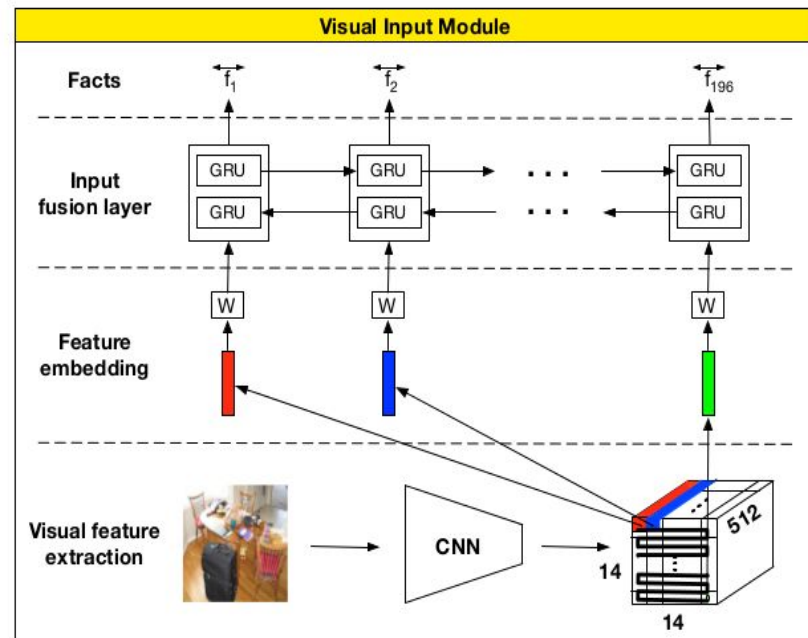 Visual Input Module
Facts
f1
f2
f196
Input
fusion layer
GRU
GRU
. . .
GRU
GRU
GRU
. . .
GRU
Feature
embedding
W
W
W
Visual feature
extraction
CNN
14
14
512
...
...